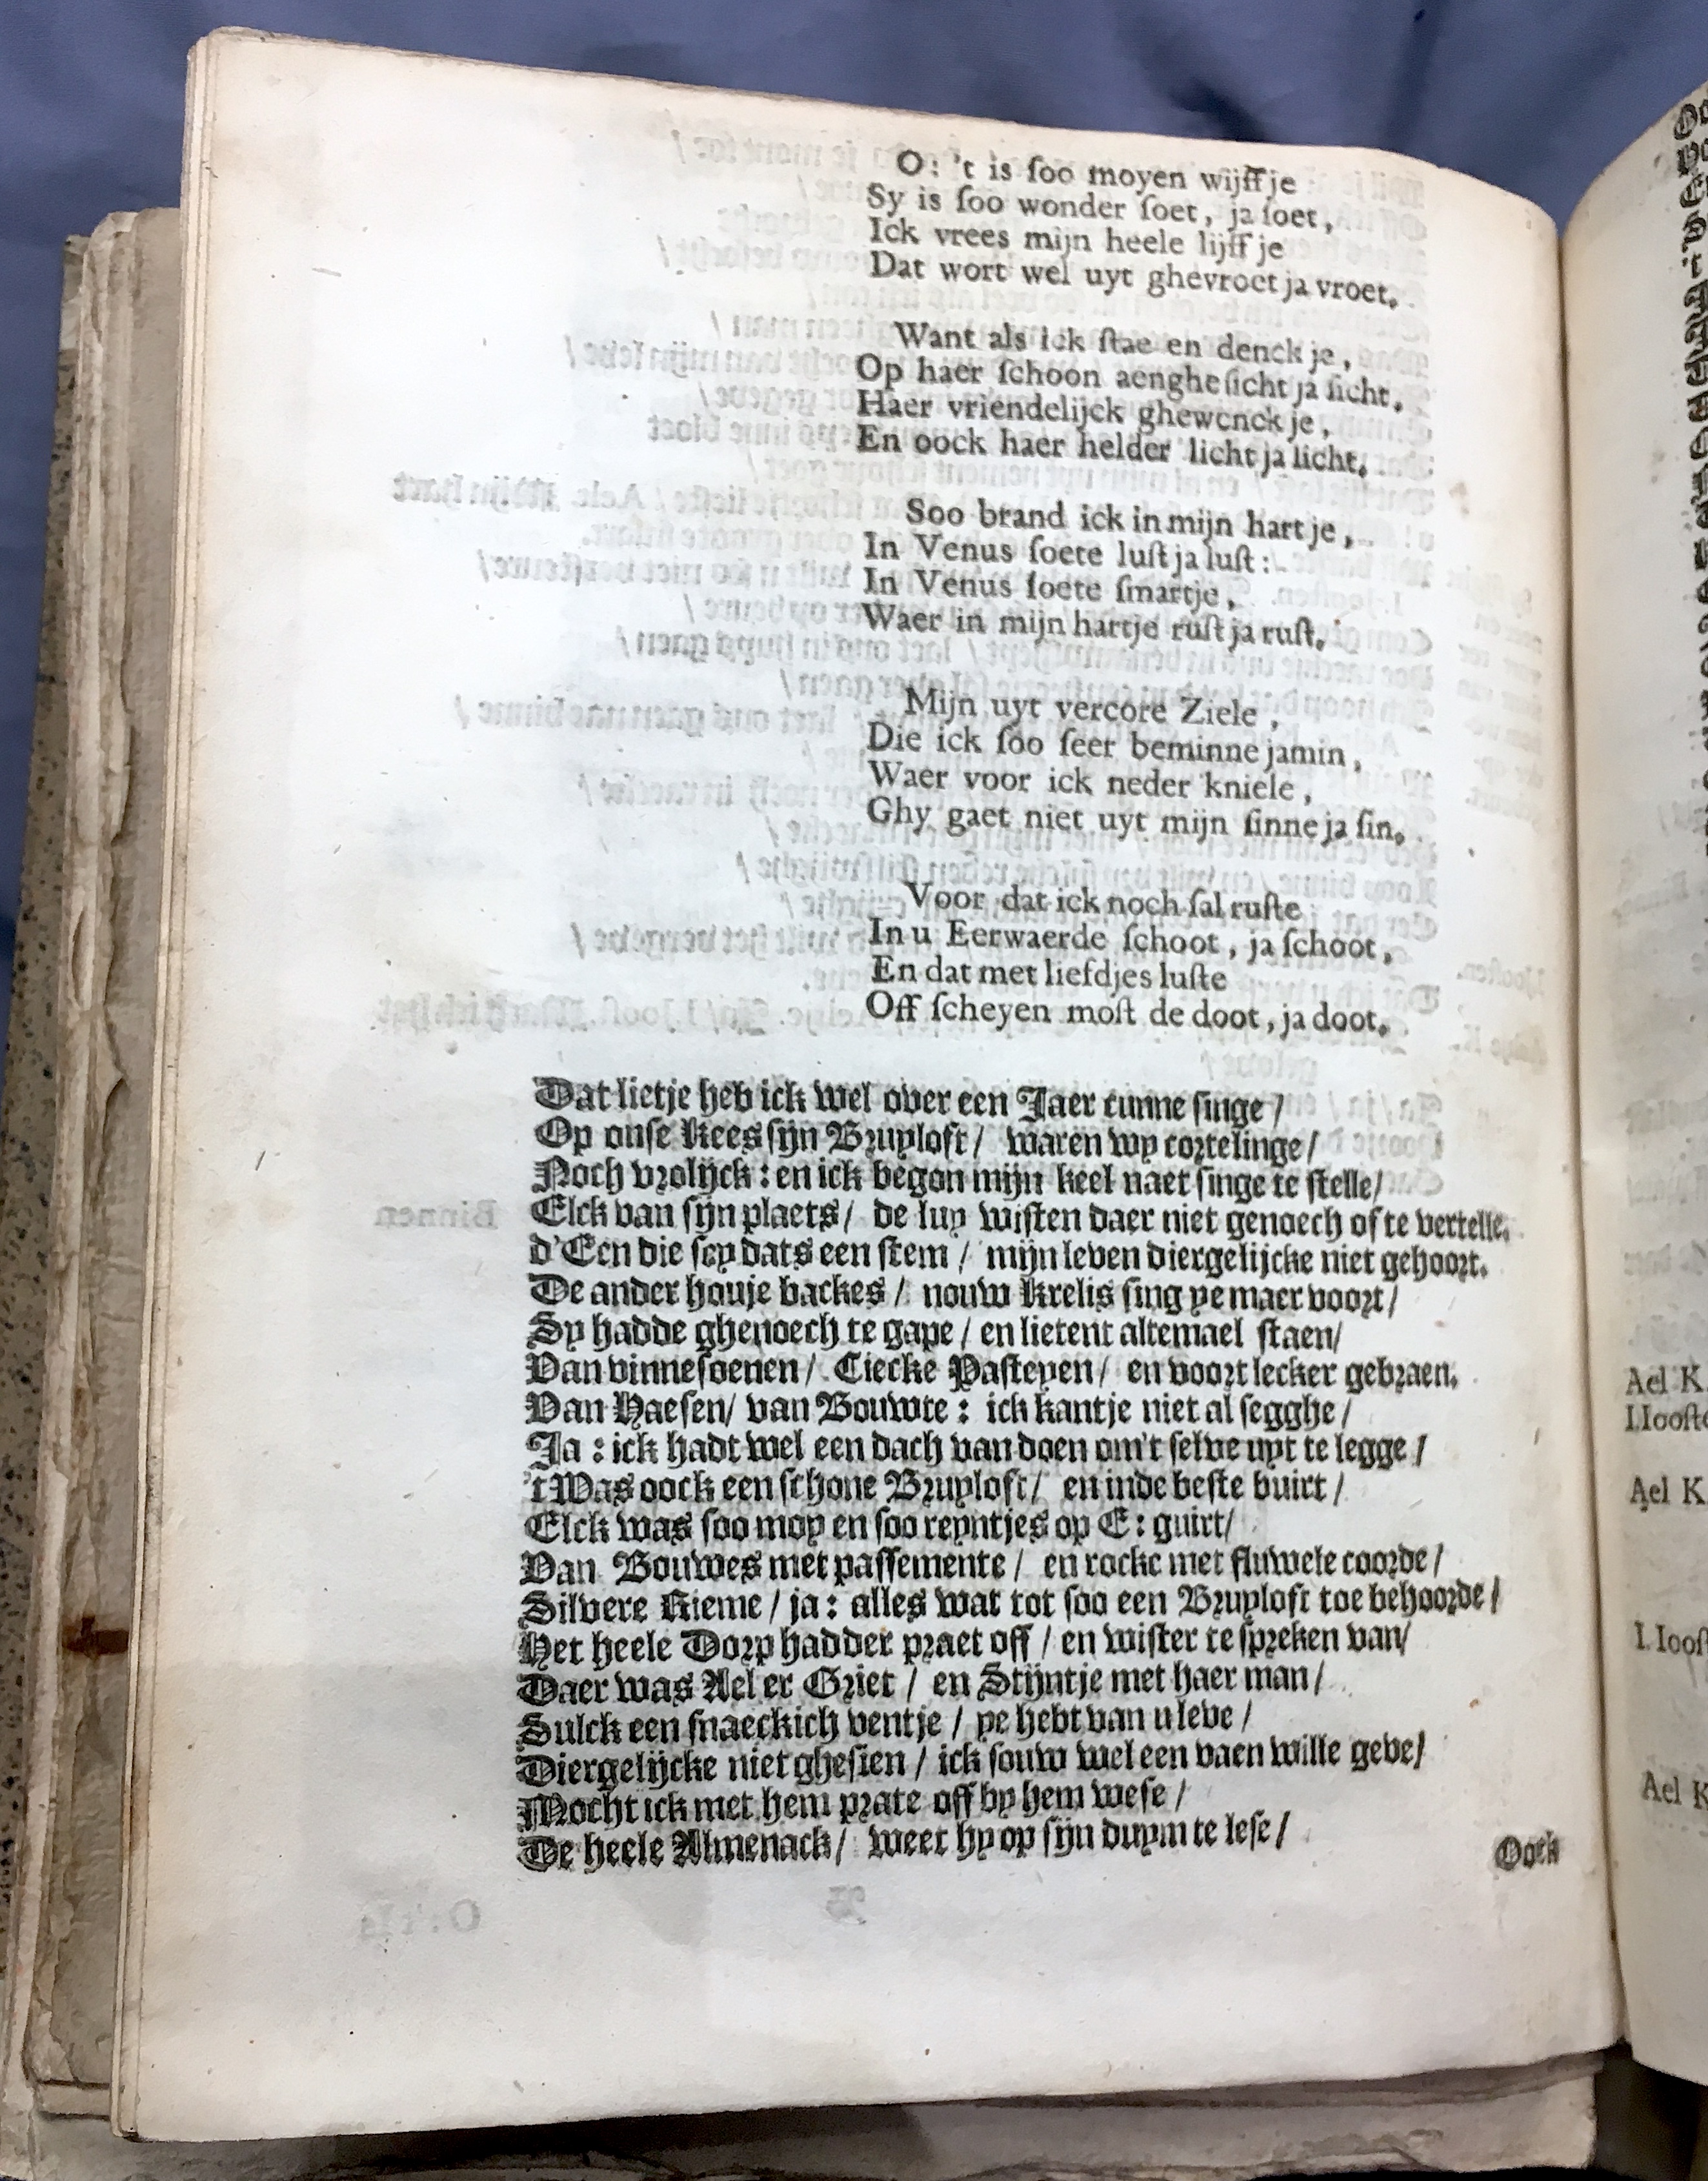 O: 't is ſoo moyen wijffje
Sy is ſoo wonder ſoet, ja ſoet,
Ick vrees mijn heele lijffje
Dat wort wel uyt ghevroet ja vroet.
Want als ick ſtae en denck je,
Op haer ſchoon aengheſicht ja ſicht,
Haer vriendelijck ghewenck je,
En oock haer helder licht ja licht.
Soo brand ick in mijn hart je,
In Venus ſoete luſt ja luſt:
In Venus ſoete ſmartje,
Waer in mijn hartje ruſt ja ruſt.
Mijn uyt vercore Ziele,
Die ick ſoo ſeer beminne jamin,
Waer voor ick neder kniele,
Ghy gaet niet uyt mijn ſinne ja ſin.
Voor dat ick noch ſal ruſte
In u Eerwaerde ſchoot, ja ſchoot,
En dat met liefdjes luſte
Off ſcheyen moſt de doot, ja doot.
Dat lietje heb ick wel over een Jaer cunne ſinge/
Op onſe Kees ſijn Bruyloft/ waren wy cortelinge/
Noch vrolijck: en ick begon mijn keel naet ſinge te ſtelle/
Elck van ſijn plaets/ de luy wiſten daer niet genoech of te vertelle.
d'Een die ſey dats een ſtem/ mijn leven diergelijcke niet gehoort.
De ander houje backes/ nouw Krelis ſing ye maer voort/
Sy hadde ghenoech te gape/ en lietent altemael ſtaen/
Van vinneſoenen/ Ciecke Paſteyen/ en voort lecker gebraen.
Van Haeſen/ van Bouwte: ick kantje niet al ſegghe/
Ja: ick hadt wel een dach van doen om't ſelve uyt te legge/
't Was oock een ſchone Bruyloft/ en inde beſte buirt/
Elck was ſoo moy en ſoo reyntjes op E: guirt/
Van Bouwes met paſſemente/ en rocke met fluwele coorde/
Silvere Rieme/ ja: alles wat tot ſoo een Bruyloft toe behoorde/
Het heele Dorp hadder praet off/ en wiſter te ſpreken van/
Daer was Ael er Griet/ en Stijntje met haer man/
Sulck een ſnaeckich ventje/ ye hebt van u leve/
Diergelijcke niet gheſien/ ick ſouw wel een vaen wille geve/
Mocht ick met hem prate off by hem weſe/
De heele Almenack/ weet hy op ſijn duym te leſe/
Oock
Ael K.
I. Jooſt
Ael K.
I. Iooſ
Ael K